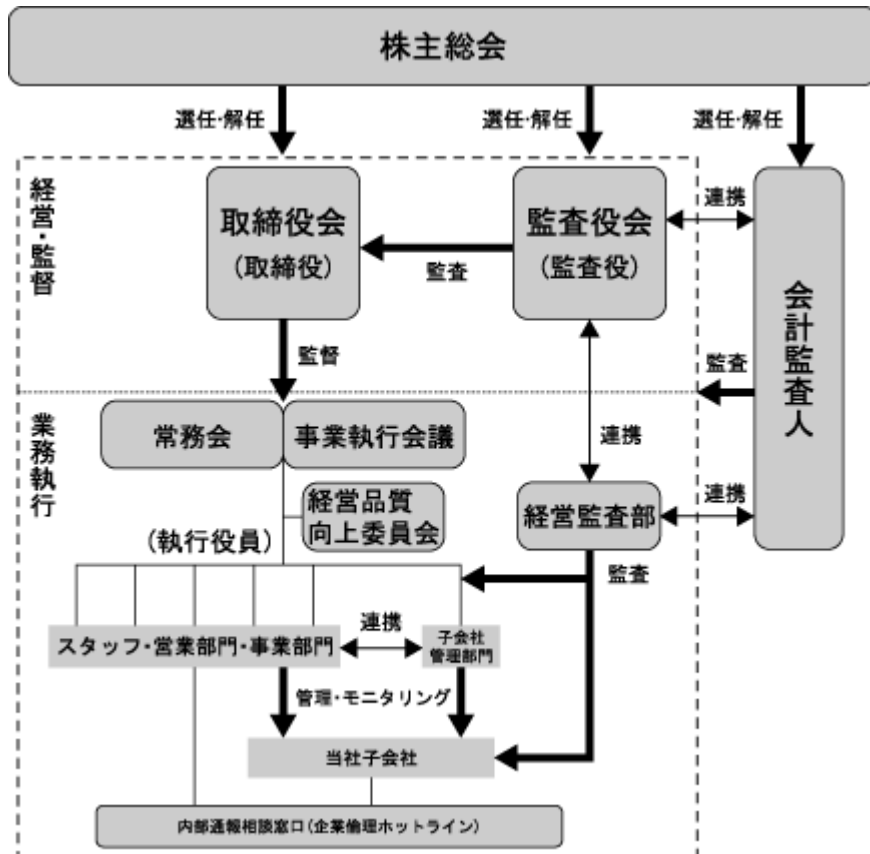 株主総会
選任・解任
選任・解任
選任・解任
経営・監督
取締役会
(取締役)
監査役会
(監査役)
連携
監査
会計監査人
監督
監査
業務執行
常務会
事業執行会議
連携
経営品質
向上委員会
経営監査部
連携
(執行役員)
監査
スタッフ・営業部門・事業部門
連携
子会社
管理部門
管理・モニタリング
当社子会社
内部通報相談窓口(企業倫理ホットライン)